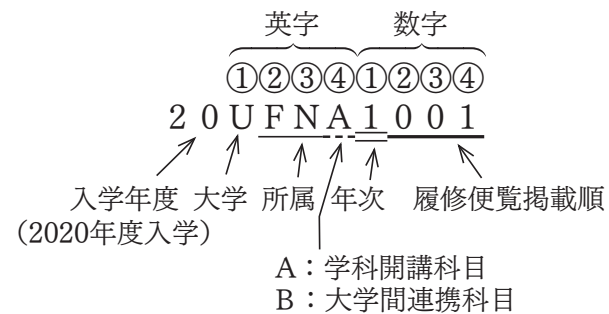 英字 数字
①②③④①②③④
20UFNA1001
入学年度 大学 所属 年次 履修便覧掲載順
（2020年度入学）
A：学科開講科目
B：大学間連携科目